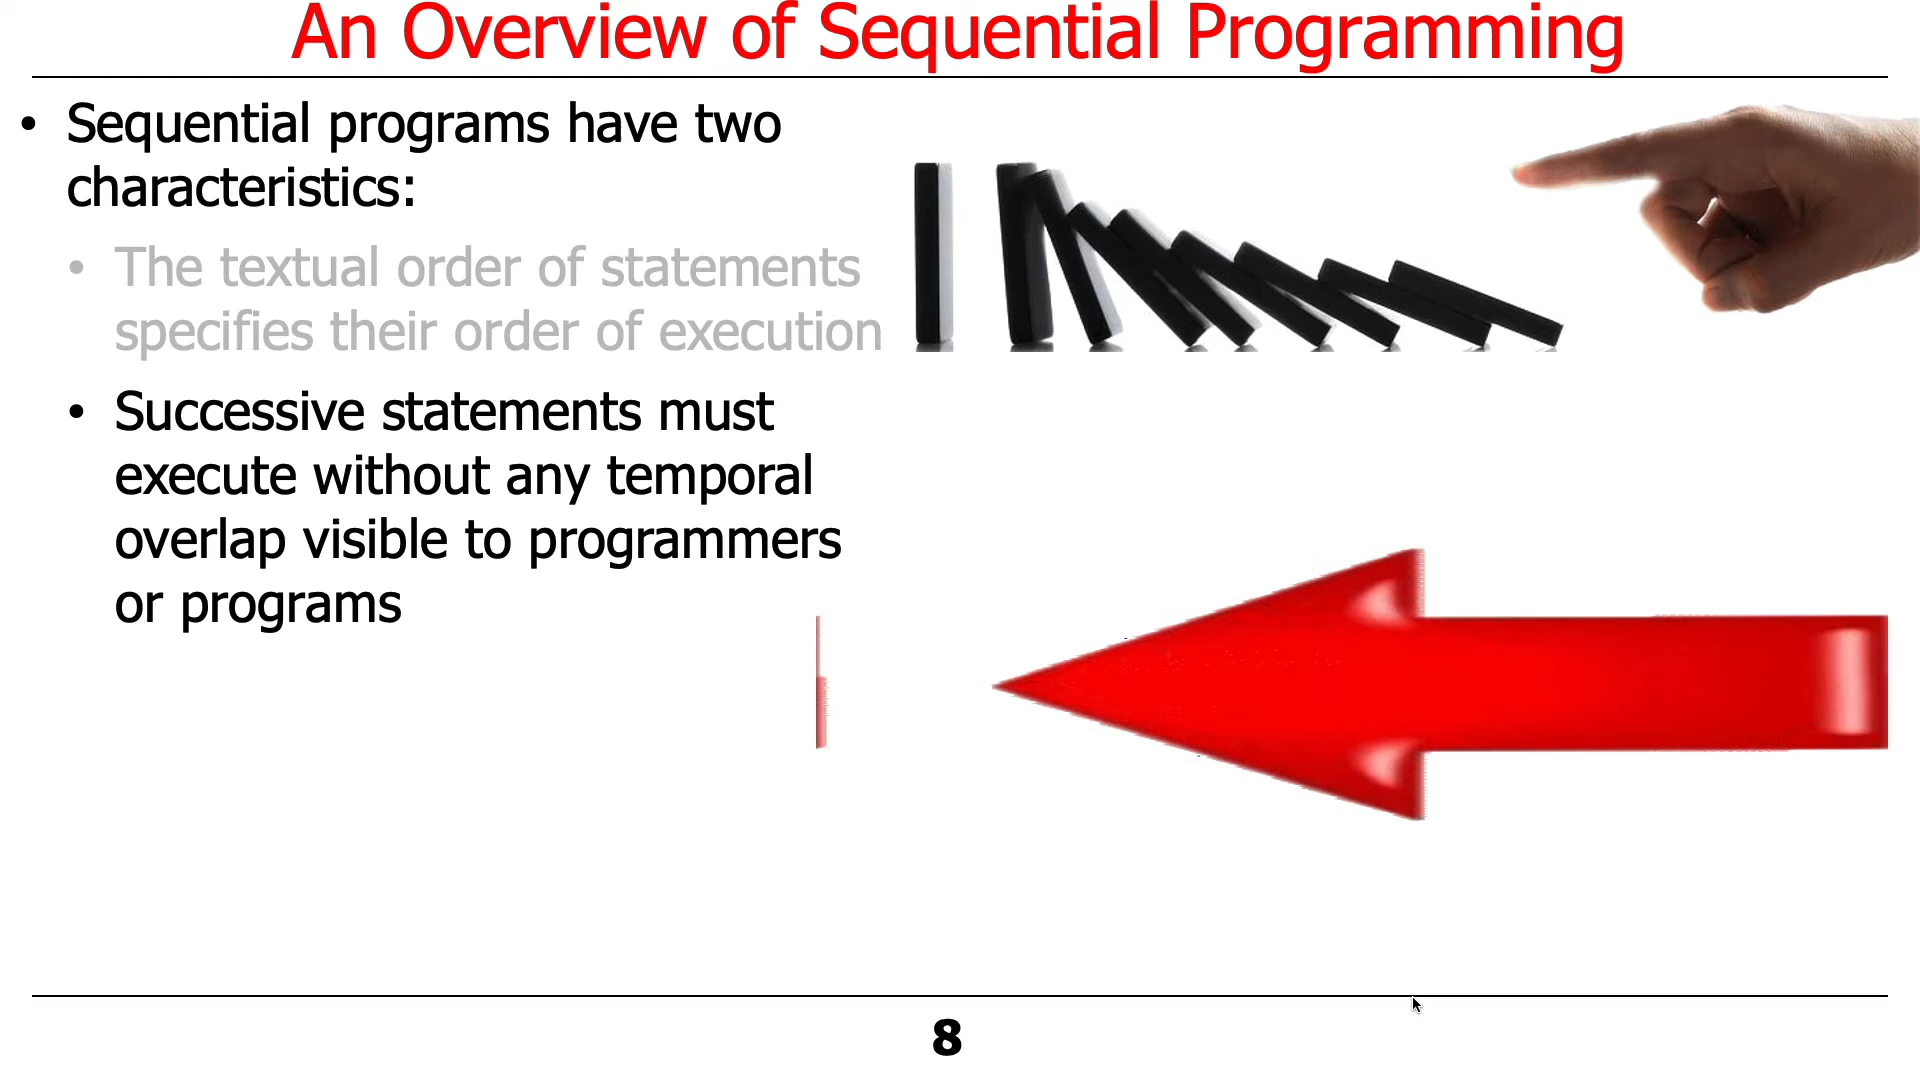 An Overview of Sequential Programming
• Sequential programs have two
characteristics:
• The textual order of statements
specifies their order of execution
• Successive statements must
execute without any temporal
overlap visible to programmers
or programs
8